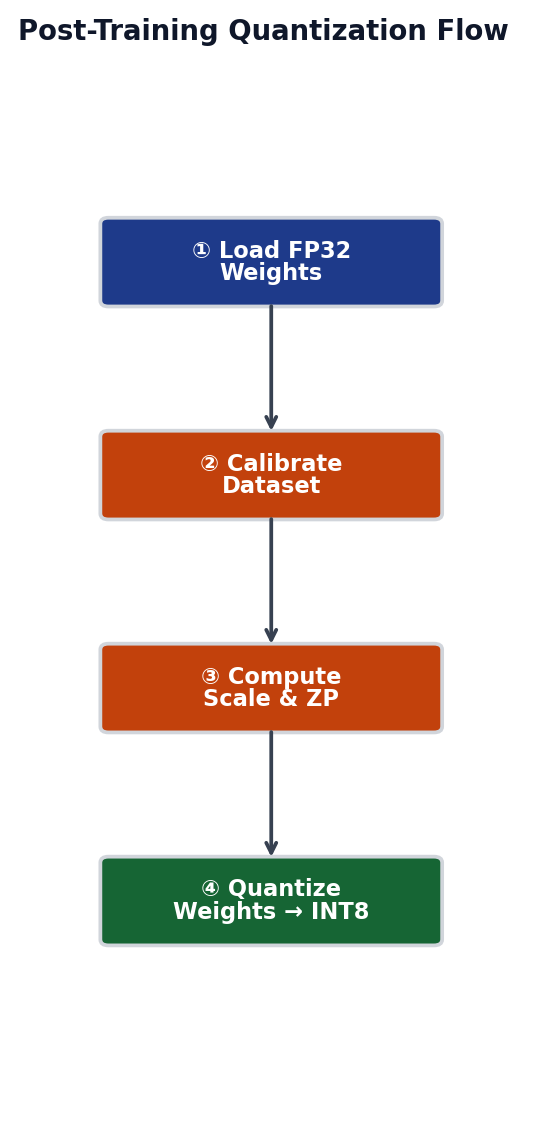 Post-Training Quantization Flow
① Load FP32
Weights
② Calibrate
Dataset
③ Compute
Scale & ZP
④ Quantize
Weights → INT8